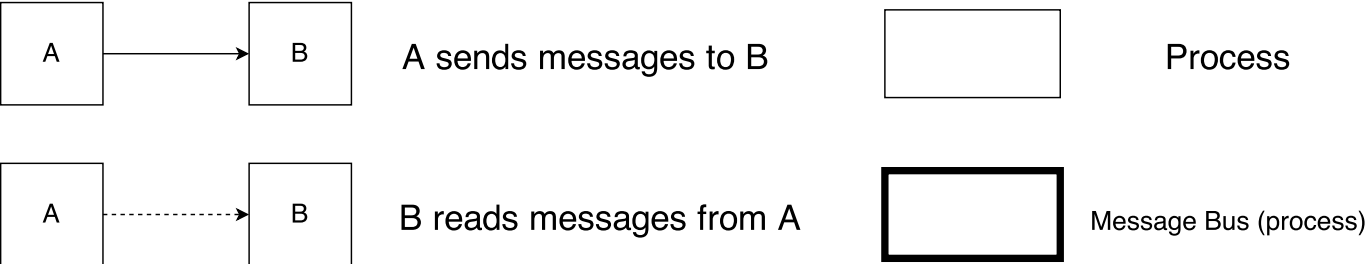 A
B
A sends messages to B
Process
A
B
B reads messages from A
Message Bus (process)